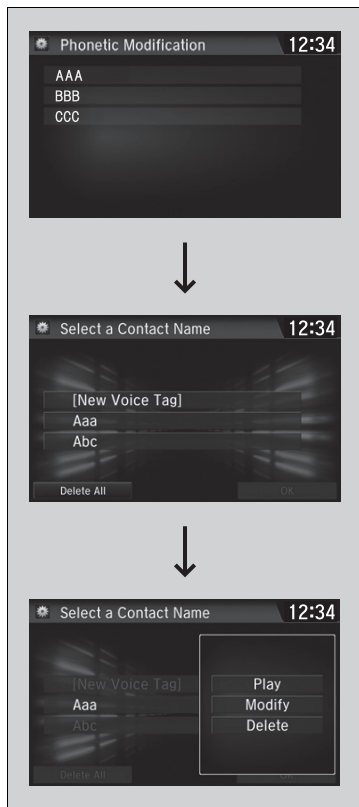 Phonetic Modification 12:34
AAA
BBB
CCC
Select a Contact Name 12:34
[New Voice Tag]
Aaa
Abc
Delete All OK
Select a Contact Name 12:34
[New Voice Tag] Play
Aaa Modify
Abc Delete
Delete All OK